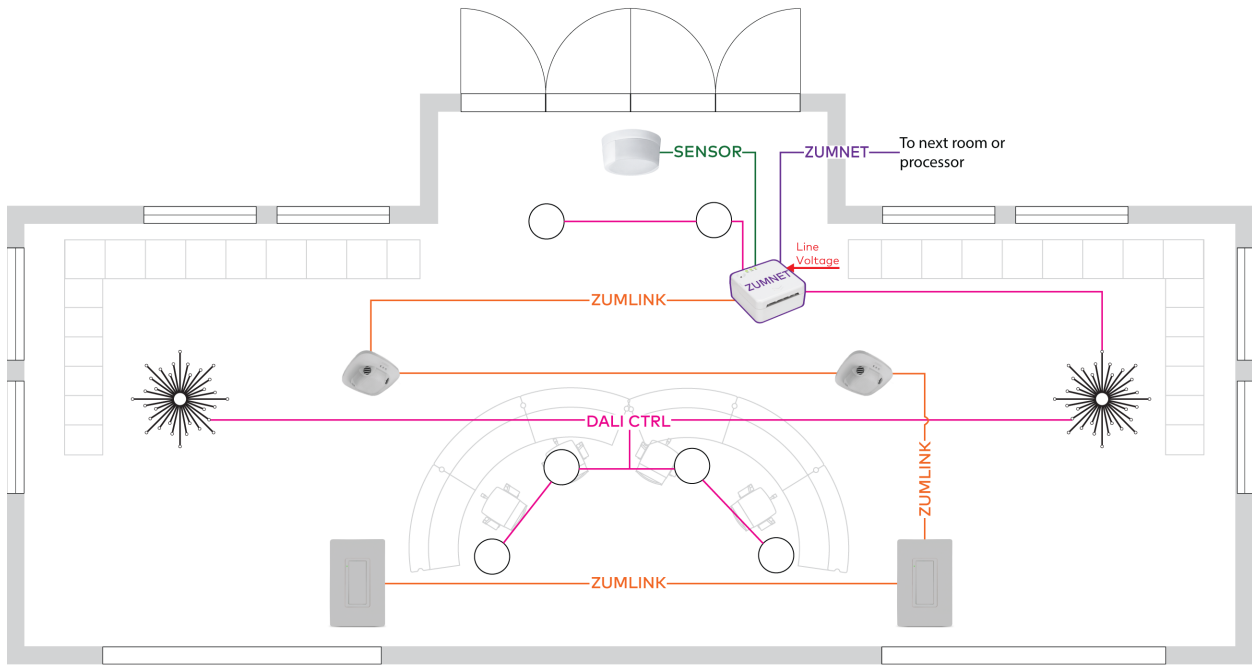 SENSOR
ZUMNET
To next room or
processor
Line
Voltage
ZUMNET
ZUMLINK
DALI CTRL
ZUMLINK
ZUMLINK